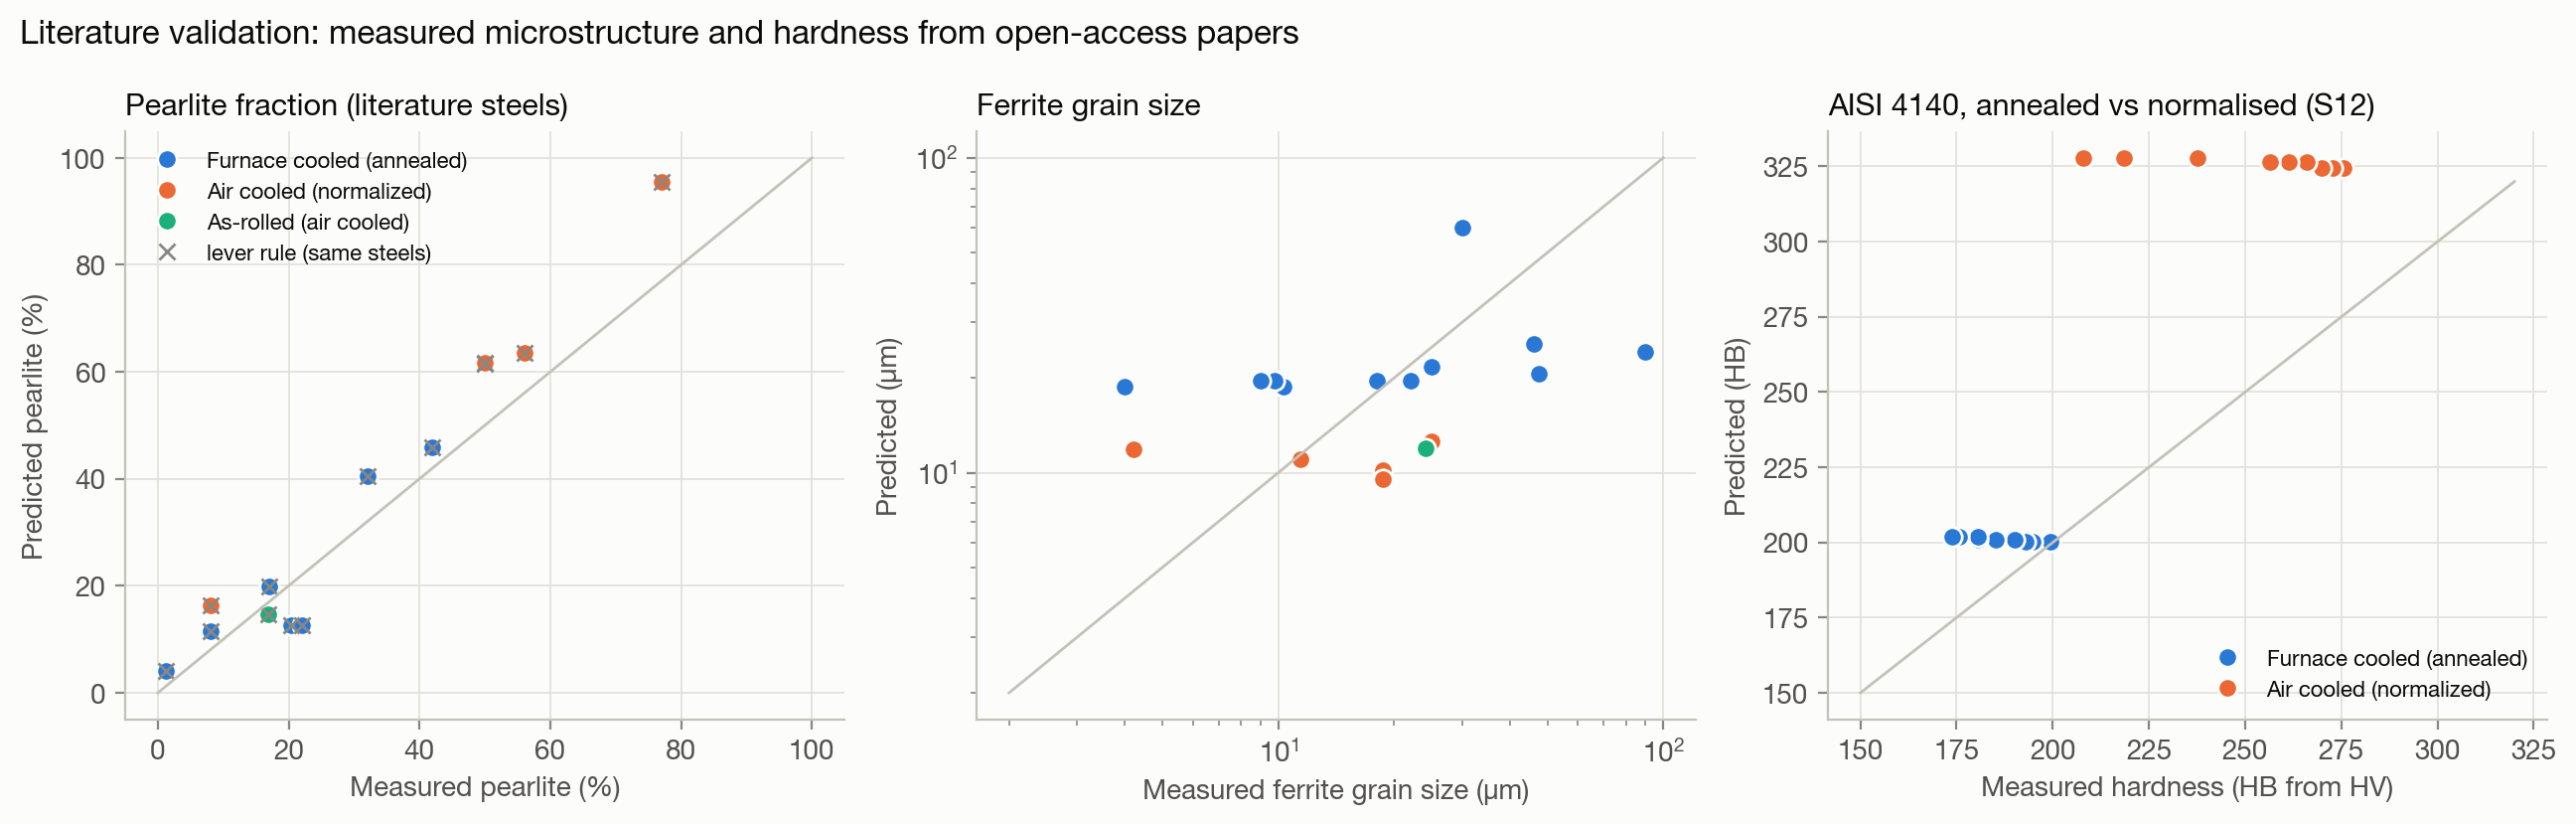 Literature validation: measured microstructure and hardness from open-access papers
Pearlite fraction (literature steels)
Furnace cooled (annealed)
Air cooled (normalized)
As-rolled (air cooled)
lever rule (same steels)
Predicted pearlite (%)
100
80
60
40
20
0
0 20 40 60 80 100
Measured pearlite (%)
Ferrite grain size
Predicted (µm)
10²
10¹
10¹ 10²
Measured ferrite grain size (µm)
AISI 4140, annealed vs normalised (S12)
Predicted (HB)
325
300
275
250
225
200
175
150
Furnace cooled (annealed)
Air cooled (normalized)
150 175 200 225 250 275 300 325
Measured hardness (HB from HV)